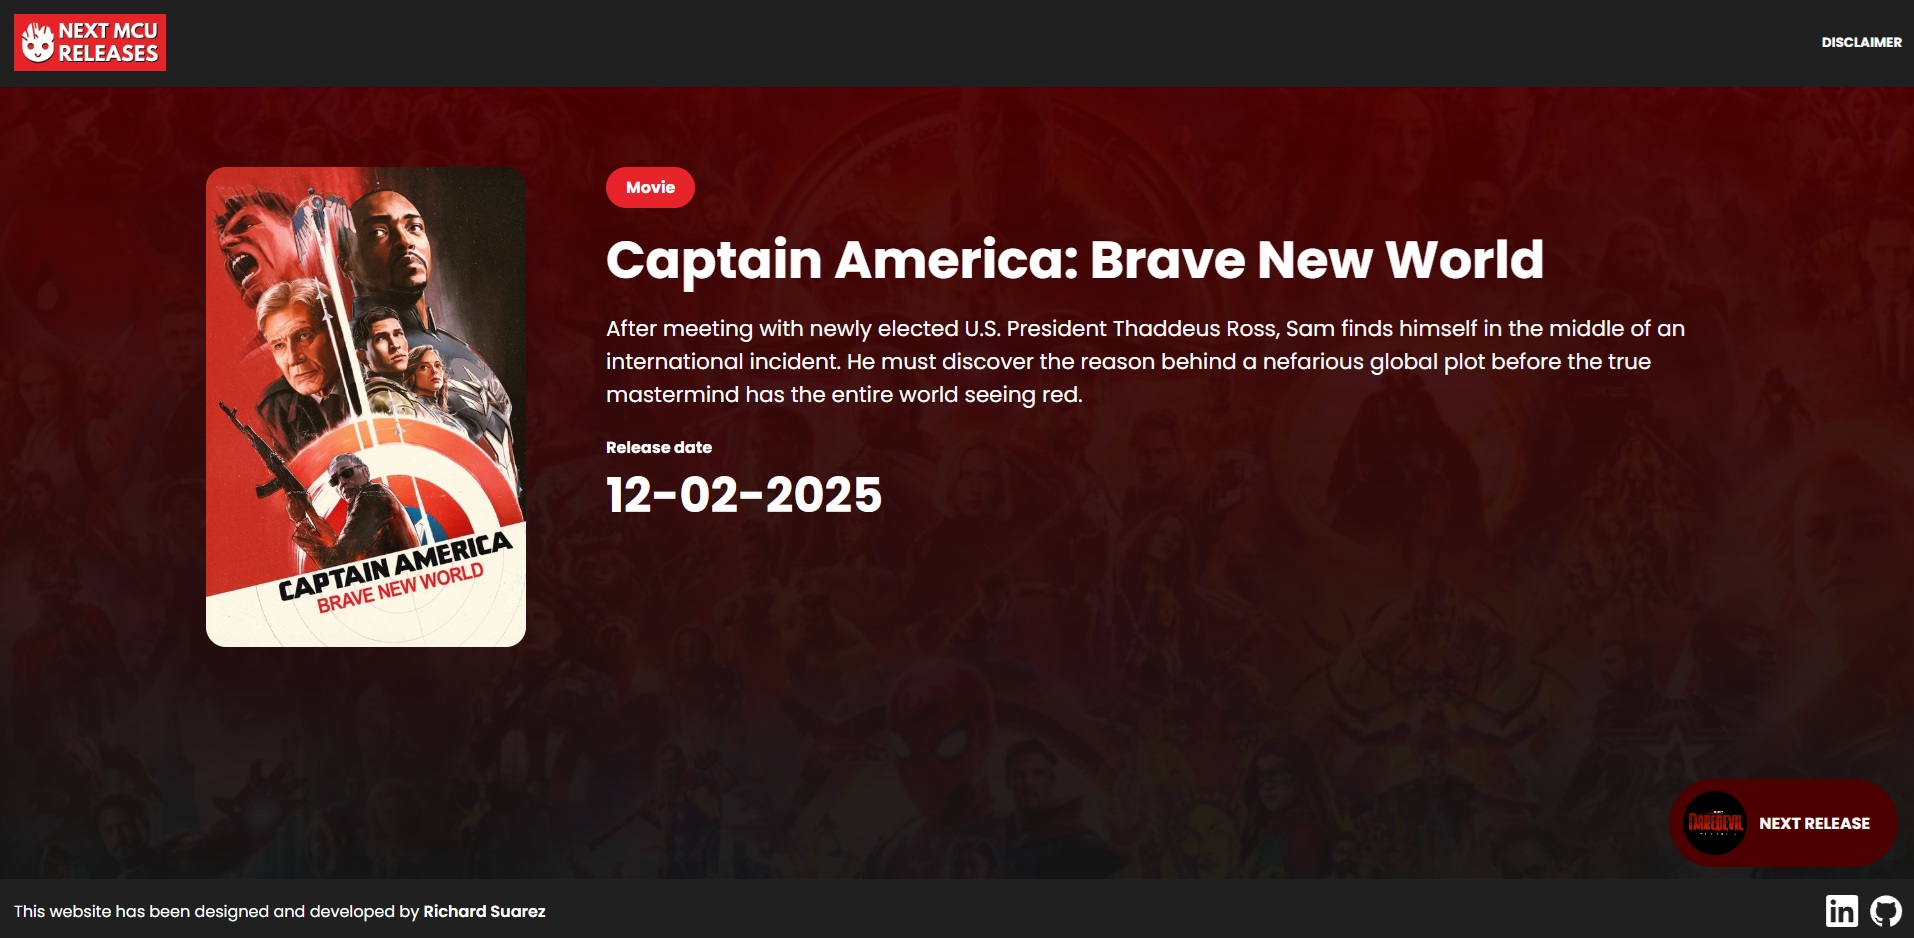 NEXT MCU
RELEASES
DISCLAIMER
Movie
Captain America: Brave New World
After meeting with newly elected U.S. President Thaddeus Ross, Sam finds himself in the middle of an
international incident. He must discover the reason behind a nefarious global plot before the true
mastermind has the entire world seeing red.
Release date
12-02-2025
CAPTAIN AMERICA
BRAVE NEW WORLD
DAREDEVIL
NEXT RELEASE
This website has been designed and developed by Richard Suarez
in